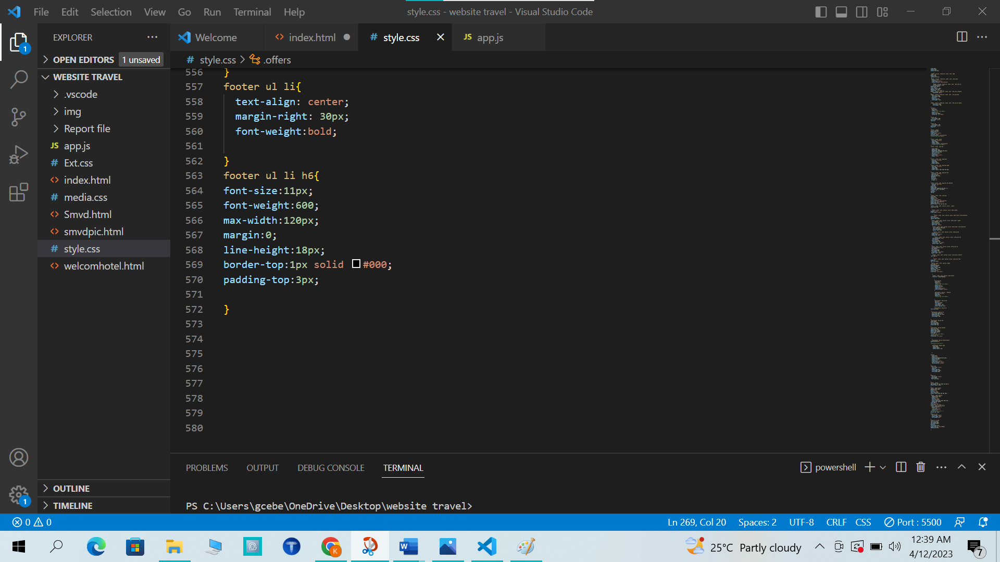 File Edit Selection View Go Run Terminal Help
style.css - website travel - Visual Studio Code
EXPLORER
Welcome
index.html
# style.css
JS app.js
OPEN EDITORS 1 unsaved
# style.css > .offers
WEBSITE TRAVEL
.vscode
img
Report file
JS app.js
# Ext.css
<> index.html
# media.css
<> Smvd.html
<> smvdpic.html
# style.css
<> welcomhotel.html
OUTLINE
TIMELINE
1
1
556 }
557 footer ul li{
558 text-align: center;
559 margin-right: 30px;
560 font-weight:bold;
561
562 }
563 footer ul li h6{
564 font-size:11px;
565 font-weight:600;
566 max-width:120px;
567 margin:0;
568 line-height:18px;
569 border-top:1px solid #000;
570 padding-top:3px;
571
572 }
573
574
575
576
577
578
579
580
PROBLEMS OUTPUT DEBUG CONSOLE TERMINAL
powershell
PS C:\Users\gcebe\OneDrive\Desktop\website travel>
0 0
Ln 269, Col 20 Spaces: 2 UTF-8 CRLF CSS Port : 5500
25°C Partly cloudy
12:39 AM
4/12/2023
7